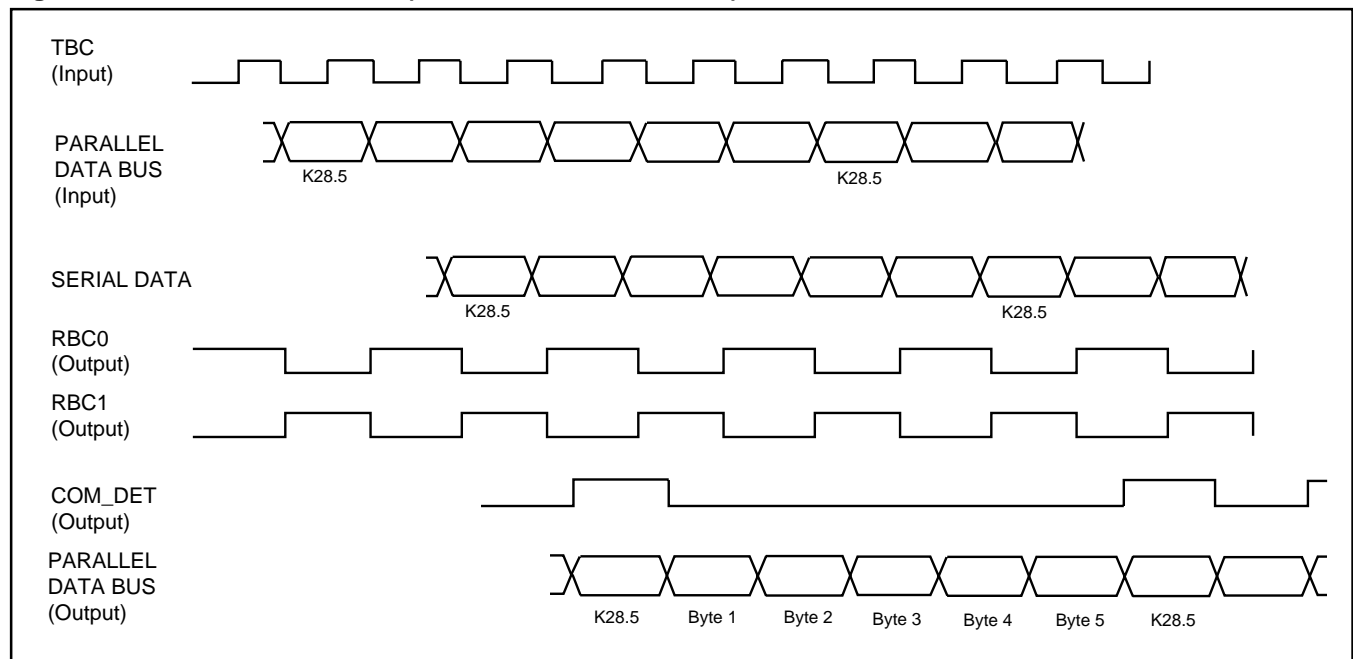 TBC
(Input)
PARALLEL
DATA BUS
(Input)
K28.5
K28.5
SERIAL DATA
K28.5
K28.5
RBC0
(Output)
RBC1
(Output)
COM_DET
(Output)
PARALLEL
DATA BUS
(Output)
K28.5 Byte 1 Byte 2 Byte 3 Byte 4 Byte 5 K28.5